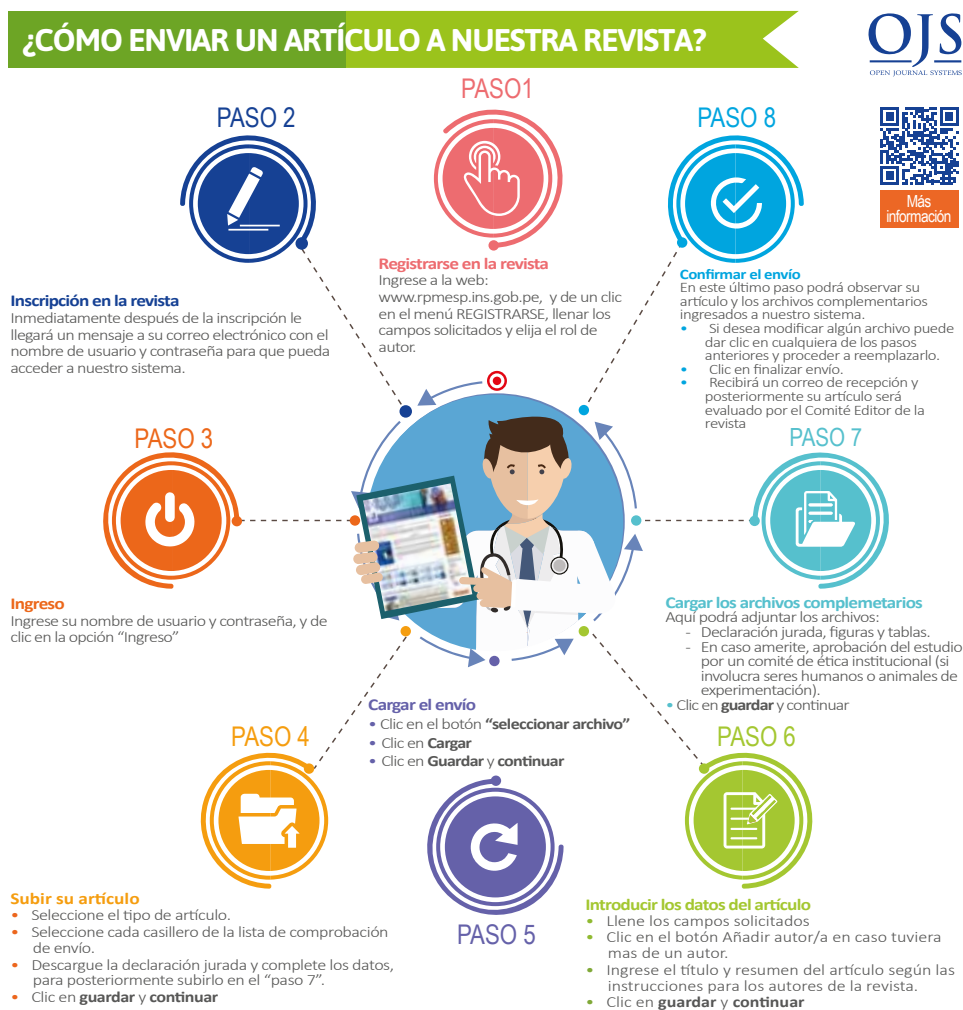 ¿CÓMO ENVIAR UN ARTÍCULO A NUESTRA REVISTA?
OJS
OPEN JOURNAL SYSTEMS
Más
información
PASO1
Registrarse en la revista
Ingrese a la web:
www.rpmesp.ins.gob.pe, y de un clic
en el menú REGISTRARSE, llenar los
campos solicitados y elija el rol de
autor.
PASO 2
Inscripción en la revista
Inmediatamente después de la inscripción le
llegará un mensaje a su correo electrónico con el
nombre de usuario y contraseña para que pueda
acceder a nuestro sistema.
PASO 3
Ingreso
Ingrese su nombre de usuario y contraseña, y de
clic en la opción “Ingreso”
PASO 4
Subir su artículo
• Seleccione el tipo de artículo.
• Seleccione cada casillero de la lista de comprobación
de envío.
• Descargue la declaración jurada y complete los datos,
para posteriormente subirlo en el “paso 7”.
• Clic en guardar y continuar
Cargar el envío
• Clic en el botón “seleccionar archivo”
• Clic en Cargar
• Clic en Guardar y continuar
PASO 5
PASO 6
Introducir los datos del artículo
• Llene los campos solicitados
• Clic en el botón Añadir autor/a en caso tuviera
mas de un autor.
• Ingrese el título y resumen del artículo según las
instrucciones para los autores de la revista.
• Clic en guardar y continuar
PASO 7
Cargar los archivos complemetarios
Aquí podrá adjuntar los archivos:
- Declaración jurada, figuras y tablas.
- En caso amerite, aprobación del estudio
por un comité de ética institucional (si
involucra seres humanos o animales de
experimentación).
• Clic en guardar y continuar
PASO 8
Confirmar el envío
En este último paso podrá observar su
artículo y los archivos complementarios
ingresados a nuestro sistema.
• Si desea modificar algún archivo puede
dar clic en cualquiera de los pasos
anteriores y proceder a reemplazarlo.
• Clic en finalizar envío.
• Recibirá un correo de recepción y
posteriormente su artículo será
evaluado por el Comité Editor de la
revista